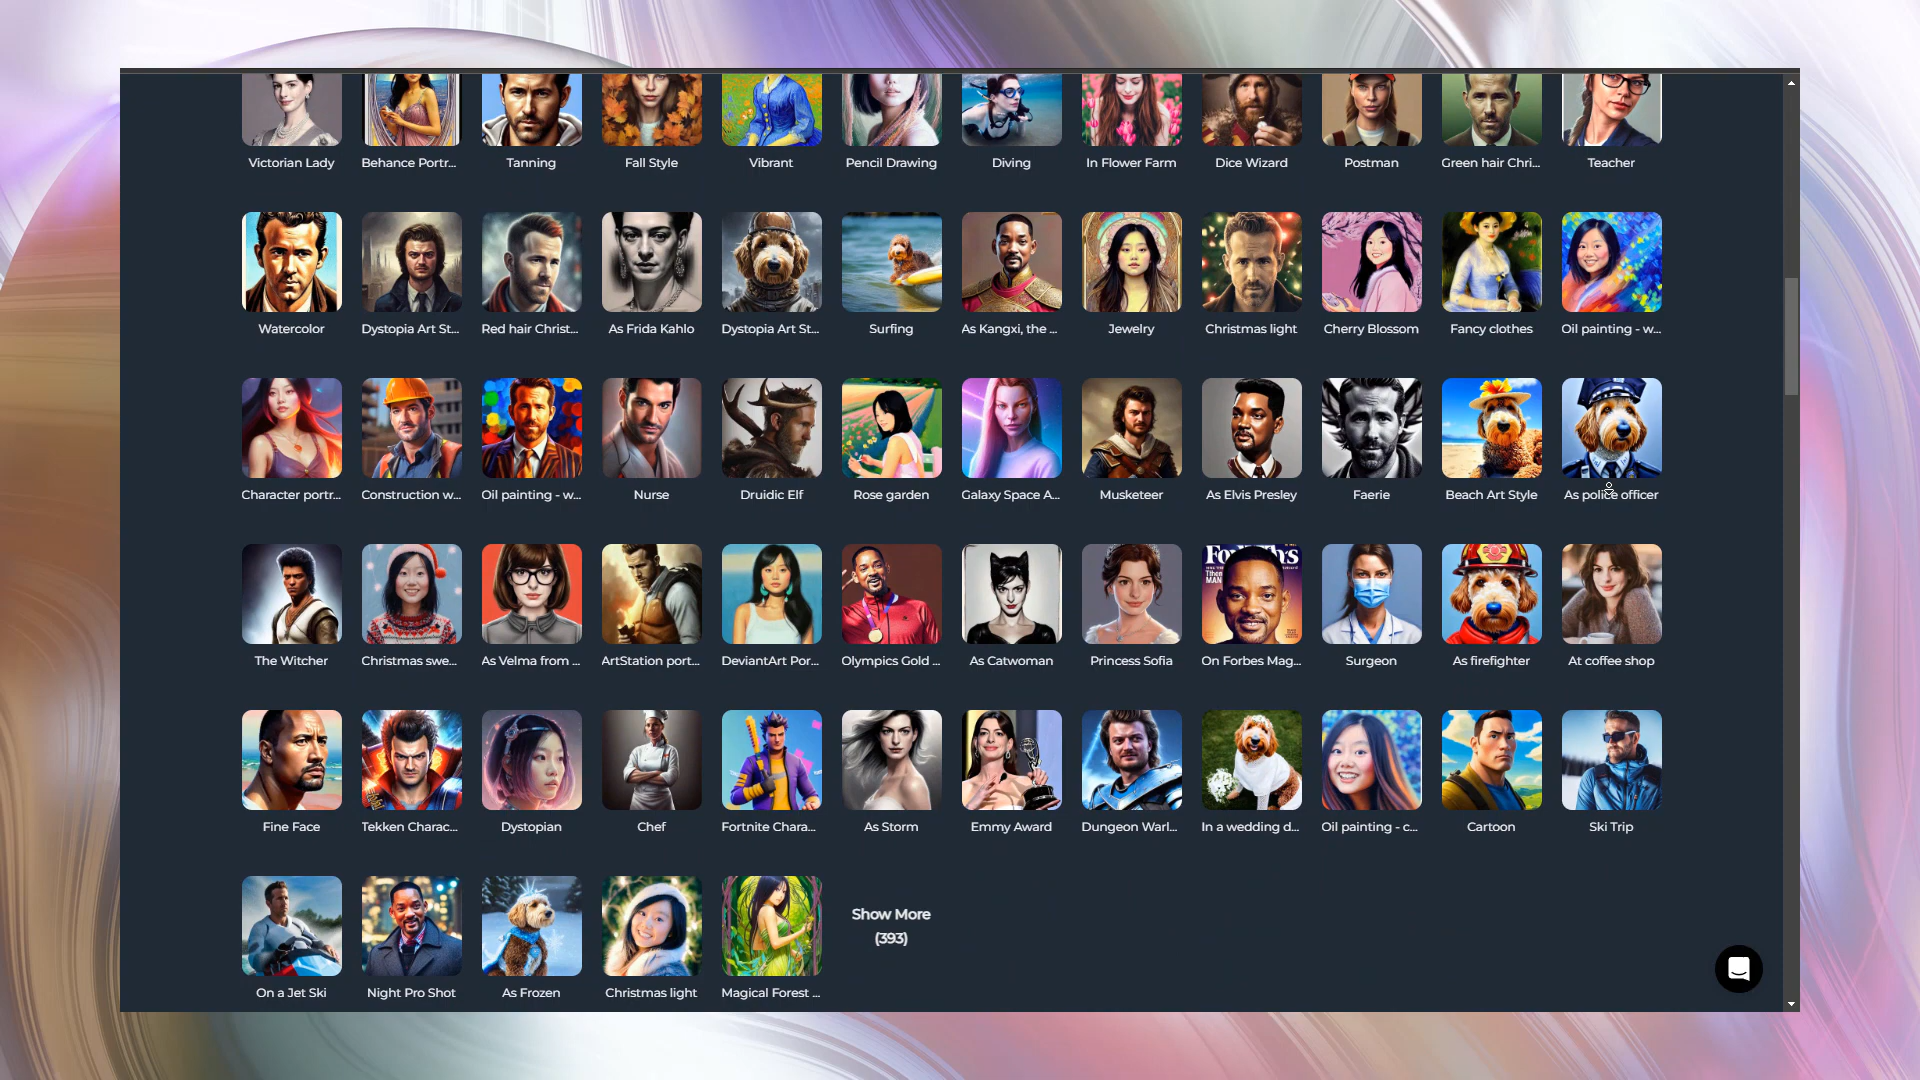 Victorian Lady
Behance Portr...
Tanning
Fall Style
Vibrant
Pencil Drawing
Diving
In Flower Farm
Dice Wizard
Postman
Green hair Chri...
Teacher
Watercolor
Dystopia Art St...
Red hair Christ...
As Frida Kahlo
Dystopia Art St...
Surfing
As Kangxi, the ...
Jewelry
Christmas light
Cherry Blossom
Fancy clothes
Oil painting - w...
Character portr...
Construction w...
Oil painting - w...
Nurse
Druidic Elf
Rose garden
Galaxy Space A...
Musketeer
As Elvis Presley
Faerie
Beach Art Style
As police officer
The Witcher
Christmas swe...
As Velma from ...
ArtStation port...
DeviantArt Por...
Olympics Gold ...
As Catwoman
Princess Sofia
On Forbes Mag...
Surgeon
As firefighter
At coffee shop
Fine Face
Tekken Charac...
Dystopian
Chef
Fortnite Chara...
As Storm
Emmy Award
Dungeon Warl...
In a wedding d...
Oil painting - c...
Cartoon
Ski Trip
On a Jet Ski
Night Pro Shot
As Frozen
Christmas light
Magical Forest ...
Show More
(393)